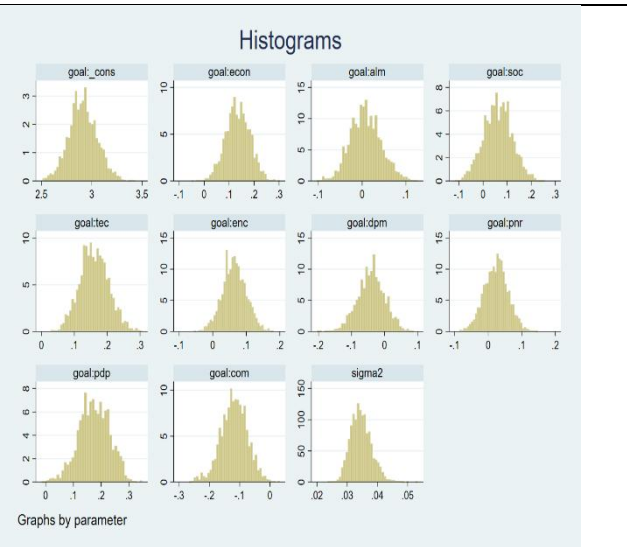 Histograms
goal:_cons goal:econ goal:alm goal:soc
0 1 2 3 0 5 10 0 5 10 15 0 2 4 6 8
2.5 3 3.5 -.1 0 .1 .2 .3 -.1 0 .1 -.1 0 .1 .2 .3
goal:tec goal:enc goal:dpm goal:pnr
0 5 10 0 5 10 15 0 5 10 15 0 5 10 15
0 .1 .2 .3 -.1 0 .1 .2 -.2 -.1 0 .1 -.1 0 .1 .2
goal:pdp goal:com sigma2
0 2 4 6 8 0 5 10 0 50 100 150
0 .1 .2 .3 -.3 -.2 -.1 0 .02 .03 .04 .05
Graphs by parameter